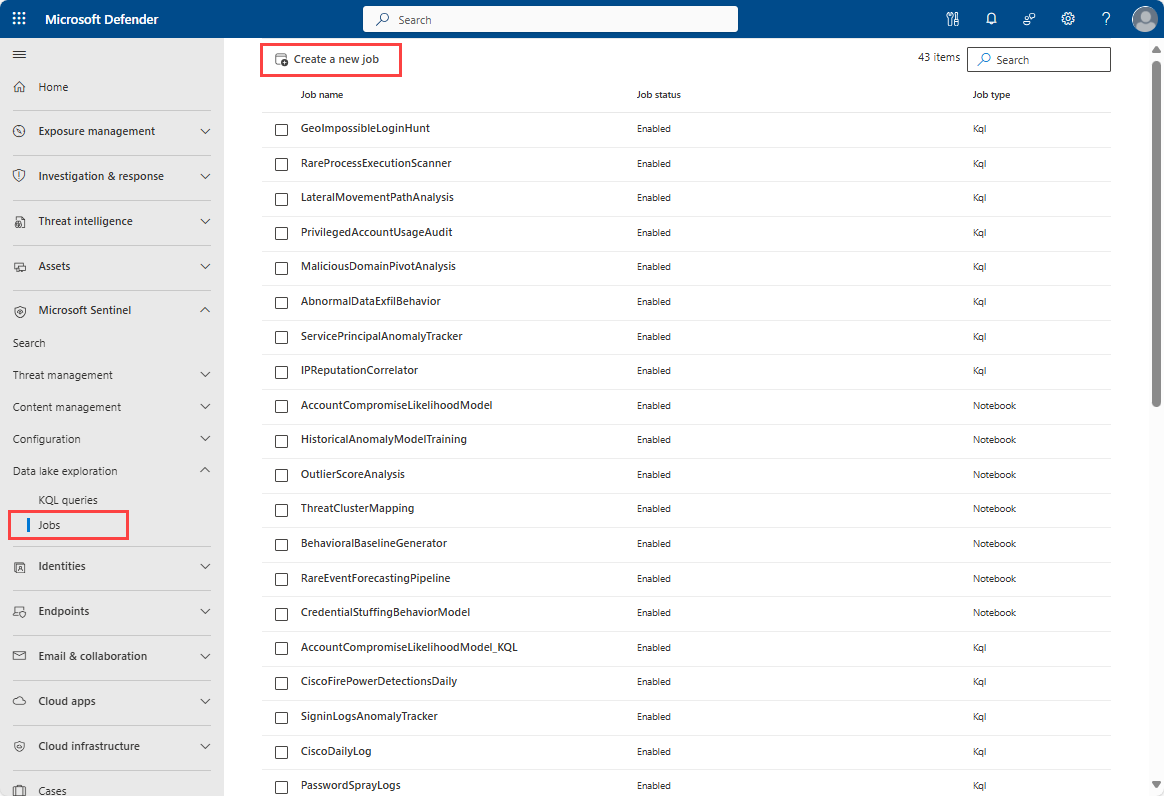 Microsoft Defender
Search
Home
Exposure management
Investigation & response
Threat intelligence
Assets
Microsoft Sentinel
Search
Threat management
Content management
Configuration
Data lake exploration
KQL queries
Jobs
Identities
Endpoints
Email & collaboration
Cloud apps
Cloud infrastructure
Cases
Create a new job
43 items
Search
Job name Job status Job type
GeoImpossibleLoginHunt Enabled Kql
RareProcessExecutionScanner Enabled Kql
LateralMovementPathAnalysis Enabled Kql
PrivilegedAccountUsageAudit Enabled Kql
MaliciousDomainPivotAnalysis Enabled Kql
AbnormalDataExfilBehavior Enabled Kql
ServicePrincipalAnomalyTracker Enabled Kql
IPReputationCorrelator Enabled Kql
AccountCompromiseLikelihoodModel Enabled Notebook
HistoricalAnomalyModelTraining Enabled Notebook
OutlierScoreAnalysis Enabled Notebook
ThreatClusterMapping Enabled Notebook
BehavioralBaselineGenerator Enabled Notebook
RareEventForecastingPipeline Enabled Notebook
CredentialStuffingBehaviorModel Enabled Notebook
AccountCompromiseLikelihoodModel_KQL Enabled Kql
CiscoFirePowerDetectionsDaily Enabled Kql
SigninLogsAnomalyTracker Enabled Kql
CiscoDailyLog Enabled Kql
PasswordSprayLogs Enabled Kql